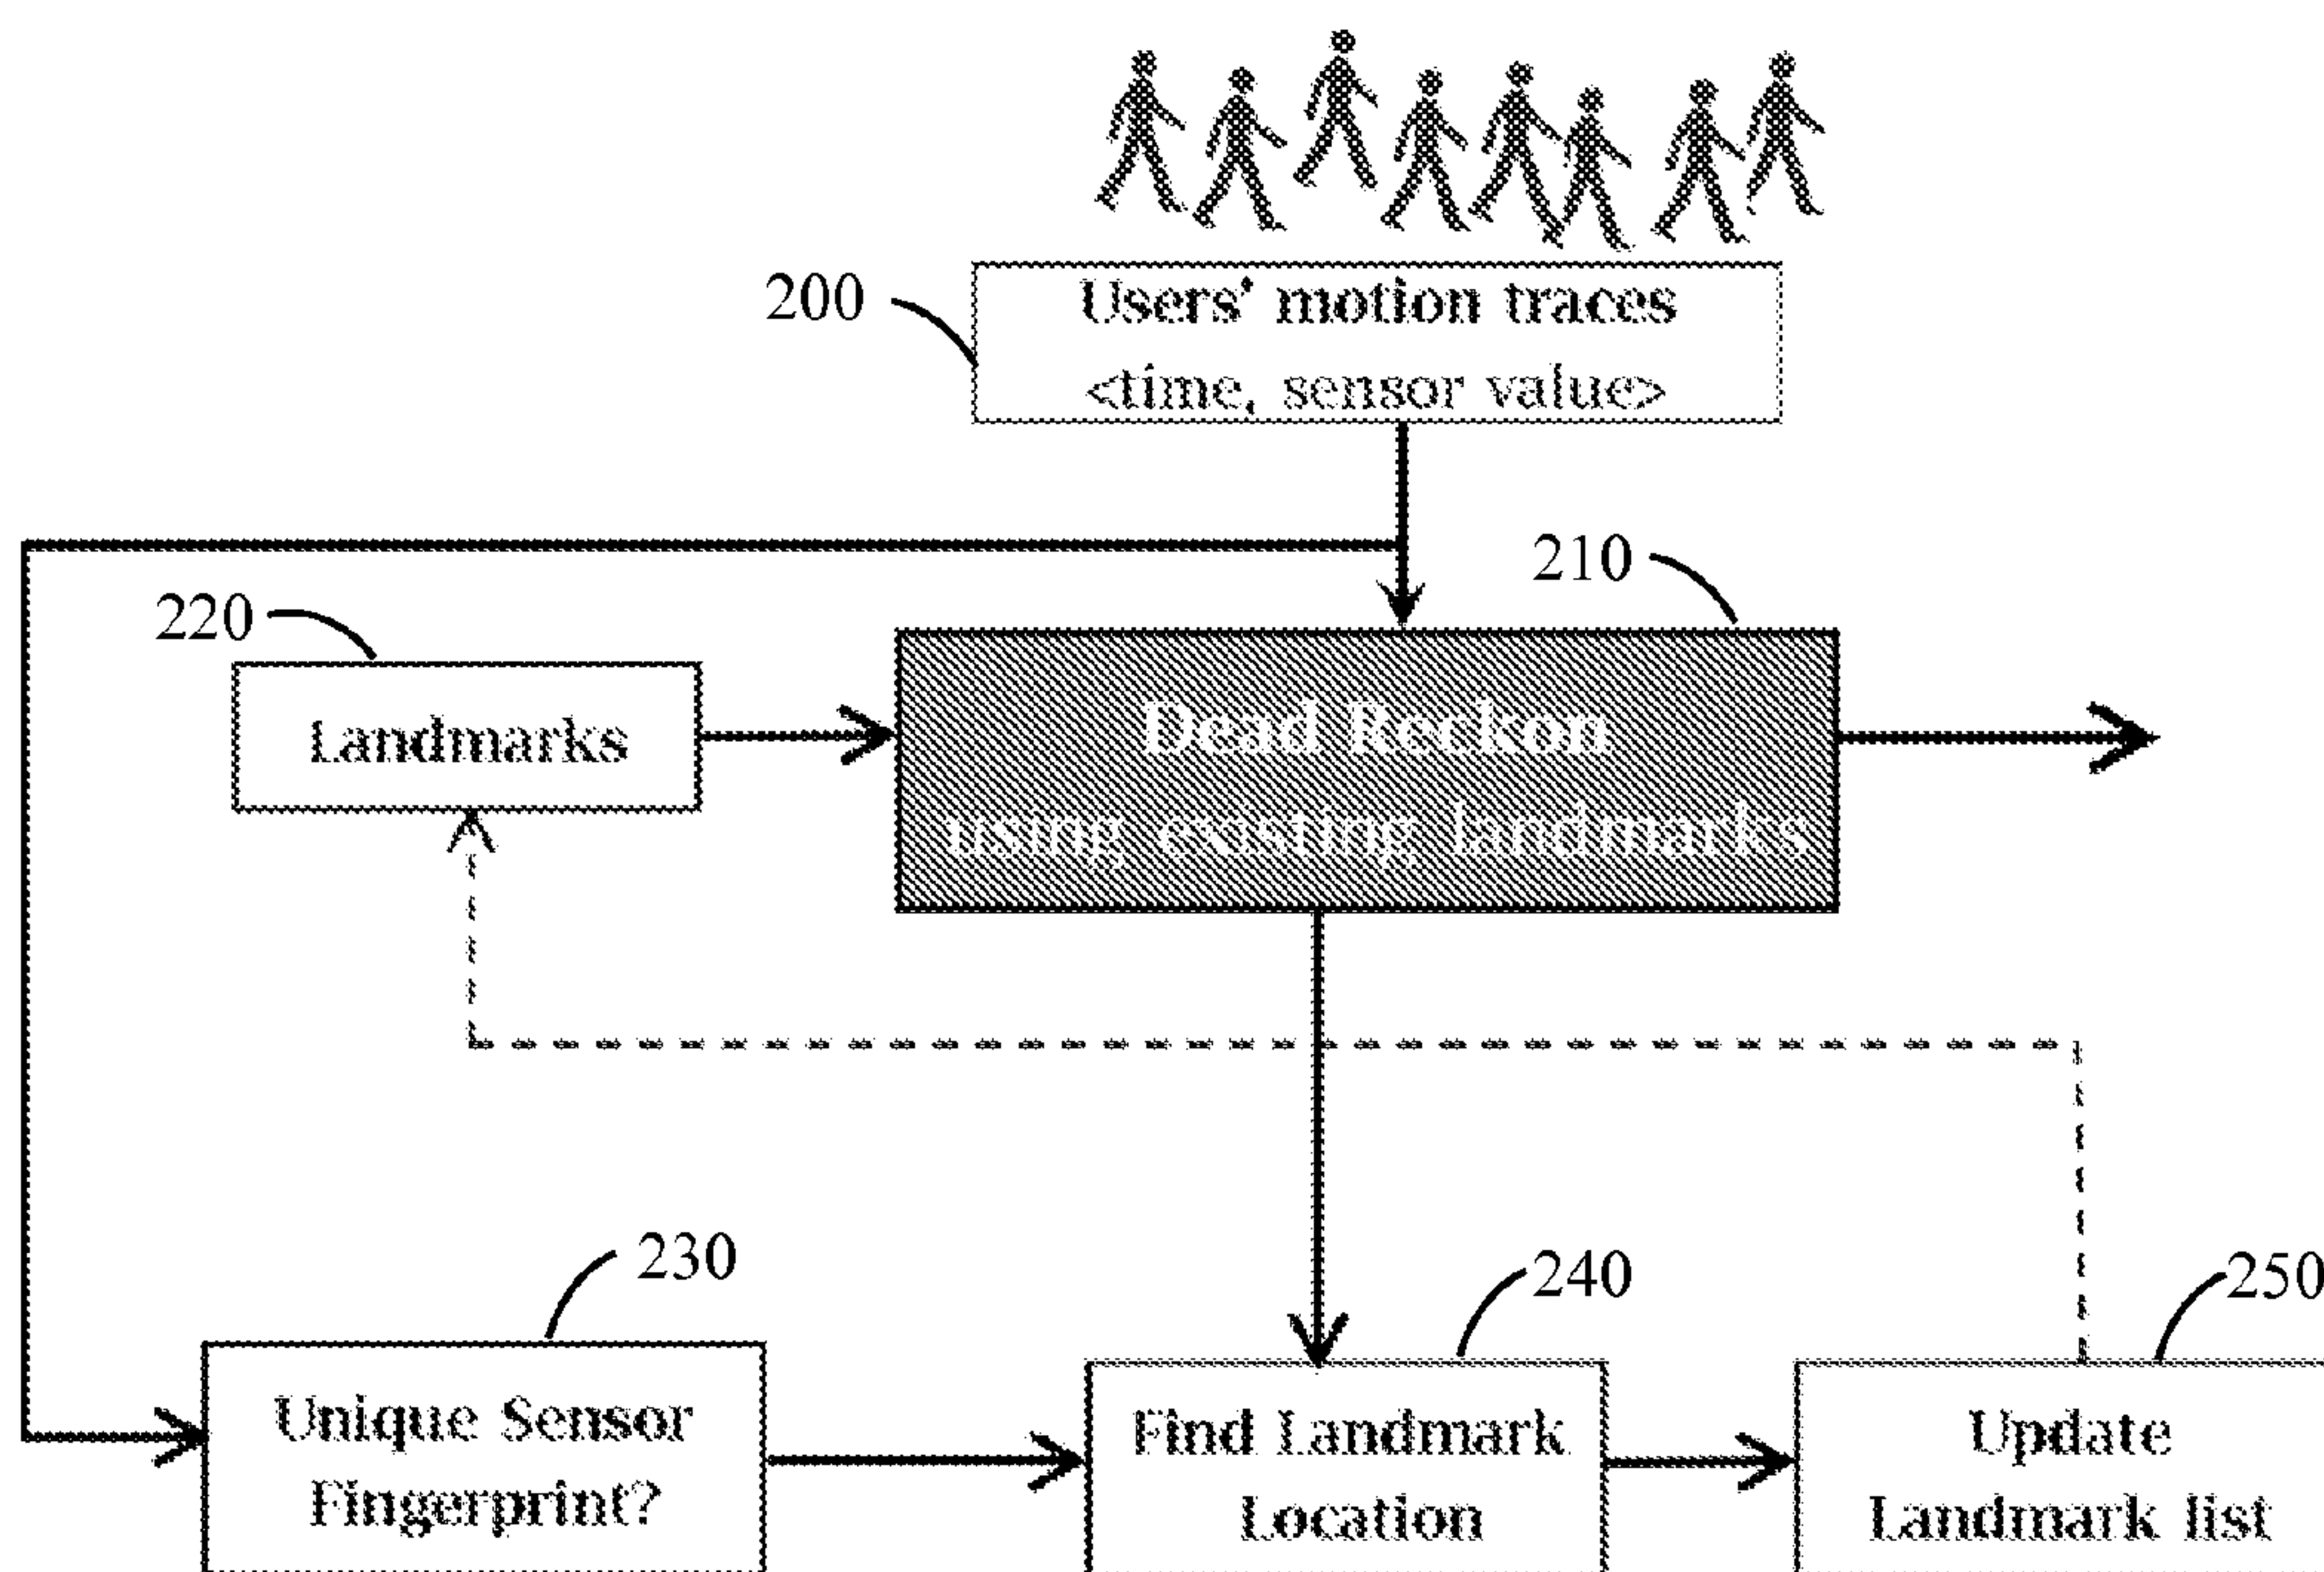 200
Users' motion traces
<time, sensor value>
210
220
Landmarks
Dead Reckon
using existing landmarks
230
240
250
Unique Sensor
Fingerprint?
Find Landmark
Location
Update
Landmark list